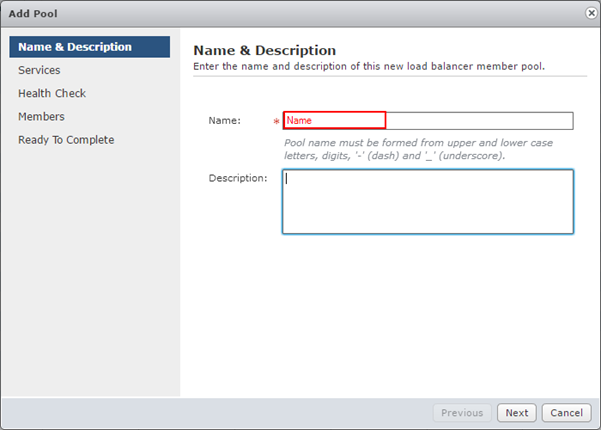 Add Pool
Name & Description
Services
Health Check
Members
Ready To Complete
Name & Description
Enter the name and description of this new load balancer member pool.
Name: * Name
Pool name must be formed from upper and lower case
letters, digits, '-' (dash) and '_' (underscore).
Description:
Previous Next Cancel